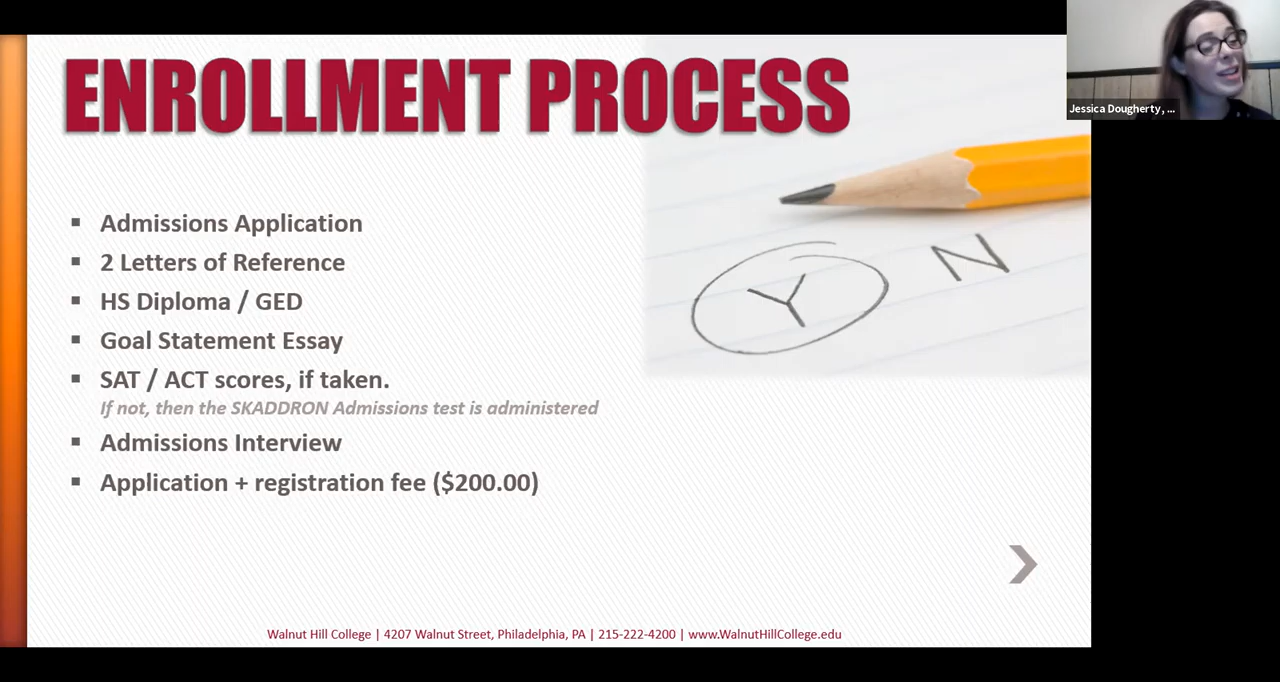 ENROLLMENT PROCESS
Jessica Dougherty, ...
Y N
▪ Admissions Application
▪ 2 Letters of Reference
▪ HS Diploma / GED
▪ Goal Statement Essay
▪ SAT / ACT scores, if taken.
If not, then the SKADDRON Admissions test is administered
▪ Admissions Interview
▪ Application + registration fee ($200.00)
Walnut Hill College | 4207 Walnut Street, Philadelphia, PA | 215-222-4200 | www.WalnutHillCollege.edu